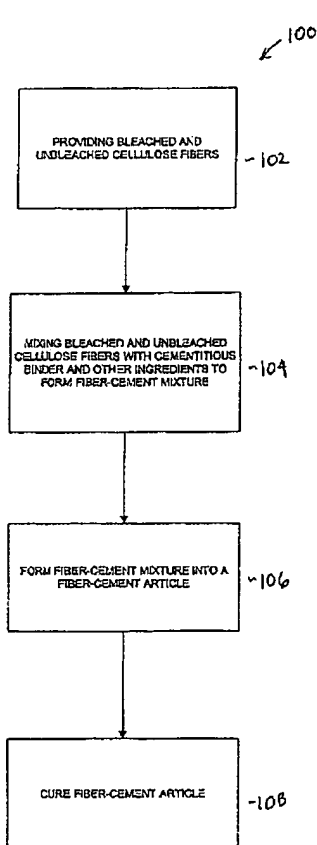 100
PROVIDING BLEACHED AND
UNBLEACHED CELLULOSE FIBERS
102
MIXING BLEACHED AND UNBLEACHED
CELLULOSE FIBERS WITH CEMENTITIOUS
BINDER AND OTHER INGREDIENTS TO
FORM FIBER-CEMENT MIXTURE
104
FORM FIBER-CEMENT MIXTURE INTO A
FIBER-CEMENT ARTICLE
106
CURE FIBER-CEMENT ARTICLE
108